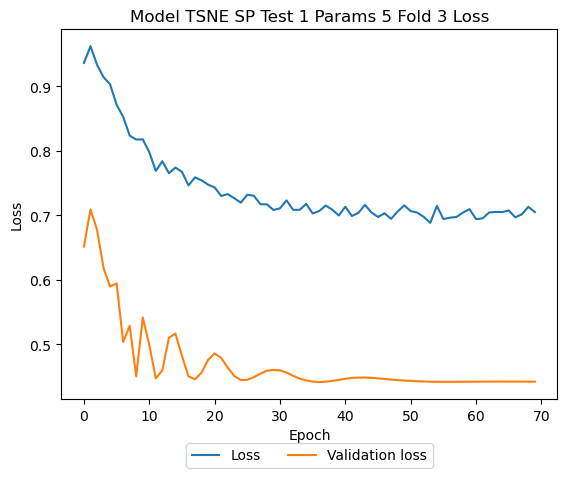 Model TSNE SP Test 1 Params 5 Fold 3 Loss
Loss
0.9
0.8
0.7
0.6
0.5
0 10 20 30 40 50 60 70
Epoch
Loss Validation loss